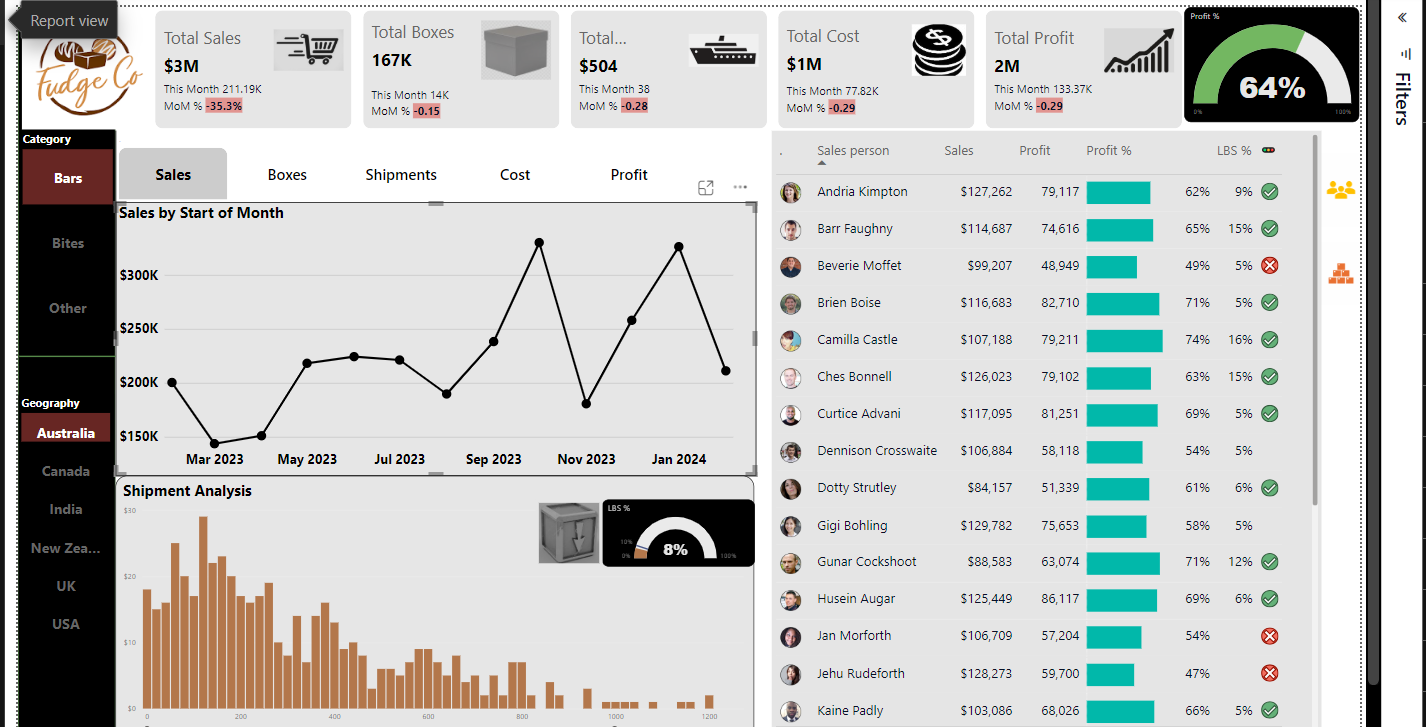 Report view
Fudge Co
Total Sales
$3M
This Month 211.19K
MoM % -35.3%
Total Boxes
167K
This Month 14K
MoM % -0.15
Total...
$504
This Month 38
MoM % -0.28
Total Cost
$1M
This Month 77.82K
MoM % -0.29
Total Profit
2M
This Month 133.37K
MoM % -0.29
Profit %
64%
0% 100%
Filters
Category
Bars
Bites
Other
Geography
Australia
Canada
India
New Zea...
UK
USA
Sales Boxes Shipments Cost Profit
Sales by Start of Month
$300K
$250K
$200K
$150K
Mar 2023 May 2023 Jul 2023 Sep 2023 Nov 2023 Jan 2024
Shipment Analysis
LBS %
10%
0% 8% 100%
$30
$20
$10
$0
0 200 400 600 800 1000 1200
. Sales person Sales Profit Profit % LBS %
Andria Kimpton $127,262 79,117 62% 9%
Barr Faughny $114,687 74,616 65% 15%
Beverie Moffet $99,207 48,949 49% 5%
Brien Boise $116,683 82,710 71% 5%
Camilla Castle $107,188 79,211 74% 16%
Ches Bonnell $126,023 79,102 63% 15%
Curtice Advani $117,095 81,251 69% 5%
Dennison Crosswaite $106,884 58,118 54% 5%
Dotty Strutley $84,157 51,339 61% 6%
Gigi Bohling $129,782 75,653 58% 5%
Gunar Cockshoot $88,583 63,074 71% 12%
Husein Augar $125,449 86,117 69% 6%
Jan Morforth $106,709 57,204 54%
Jehu Rudeforth $128,273 59,700 47%
Kaine Padly $103,086 68,026 66% 5%